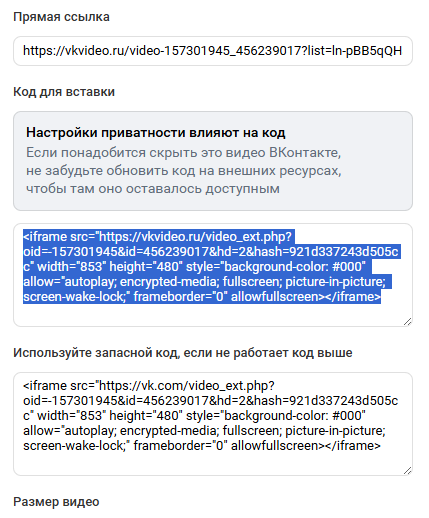 Прямая ссылка
https://vkvideo.ru/video-157301945_456239017?list=ln-pBB5qQH
Код для вставки
Настройки приватности влияют на код
Если понадобится скрыть это видео ВКонтакте,
не забудьте обновить код на внешних ресурсах,
чтобы там оно оставалось доступным
<iframe src="https://vkvideo.ru/video_ext.php?
oid=-157301945&id=456239017&hd=2&hash=921d337243d505c
c" width="853" height="480" style="background-color: #000"
allow="autoplay; encrypted-media; fullscreen; picture-in-picture;
screen-wake-lock;" frameborder="0" allowfullscreen></iframe>
Используйте запасной код, если не работает код выше
<iframe src="https://vk.com/video_ext.php?
oid=-157301945&id=456239017&hd=2&hash=921d337243d505c
c" width="853" height="480" style="background-color: #000"
allow="autoplay; encrypted-media; fullscreen; picture-in-picture;
screen-wake-lock;" frameborder="0" allowfullscreen></iframe>
Размер видео